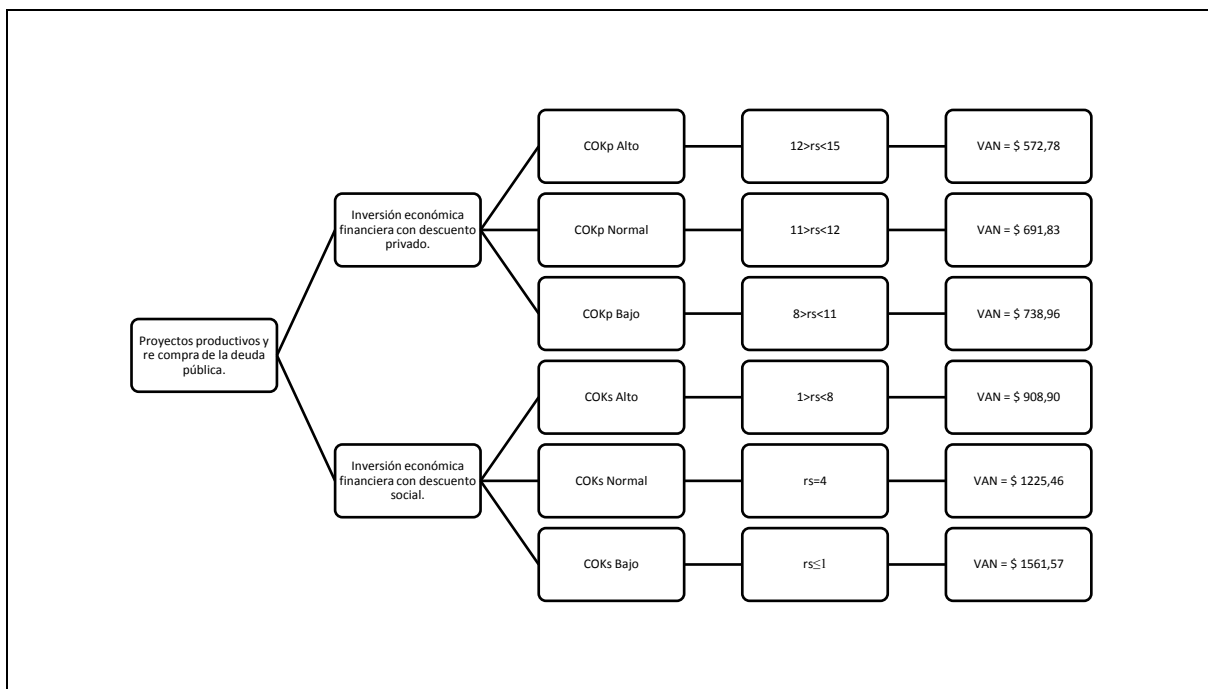 Proyectos productivos y
re compra de la deuda
pública.
Inversión económica
financiera con descuento
privado.
COKp Alto
12>rs<15
VAN = $ 572,78
COKp Normal
11>rs<12
VAN = $ 691,83
COKp Bajo
8>rs<11
VAN = $ 738,96
Inversión económica
financiera con descuento
social.
COKs Alto
1>rs<8
VAN = $ 908,90
COKs Normal
rs=4
VAN = $ 1225,46
COKs Bajo
rs≤1
VAN = $ 1561,57